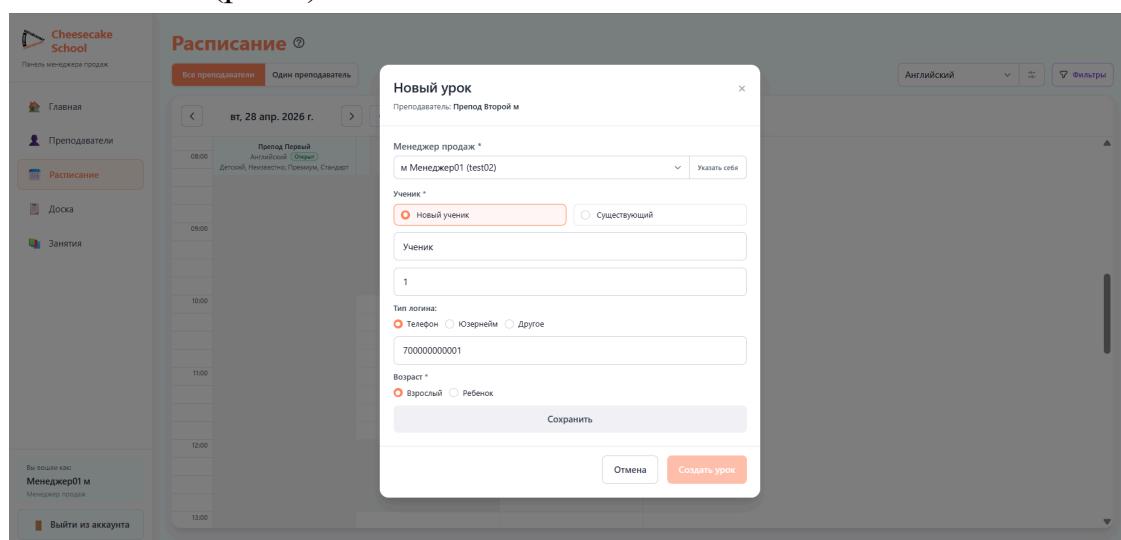 Cheesecake
School
Панель менеджера продаж
Главная
Преподаватели
Расписание
Доска
Занятия
Вы вошли как:
Менеджер01 м
Менеджер продаж
Выйти из аккаунта
Расписание
Все преподаватели Один преподаватель
Английский
Фильтры
вт, 28 апр. 2026 г.
08:00
Препод Первый
Английский Открыт
Детский, Неизвестно, Премиум, Стандарт
09:00
10:00
11:00
12:00
13:00
Новый урок
Преподаватель: Препод Второй м
Менеджер продаж *
м Менеджер01 (test02) Указать себя
Ученик *
Новый ученик Существующий
Ученик
1
Тип логина:
Телефон Юзернейм Другое
700000000001
Возраст *
Взрослый Ребенок
Сохранить
Отмена Создать урок